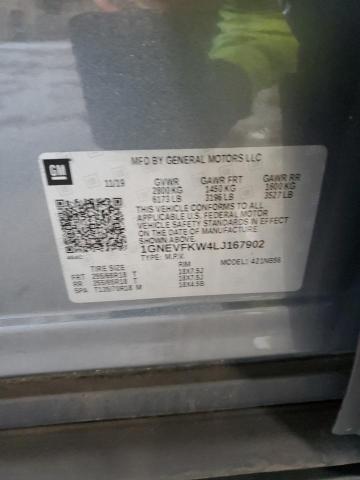 GM
MFD BY GENERAL MOTORS LLC
11/19 GVWR GAWR FRT GAWR RR
2800 KG 1450 KG 1600 KG
6173 LB 3196 LB 3527 LB
THIS VEHICLE CONFORMS TO ALL APPLICABLE
U.S. FEDERAL MOTOR
VEHICLE SAFETY STANDARDS IN EFFECT
ON THE DATE OF MANUFACTURE
SHOWN ABOVE.
1GNEVFKW4LJ167902
TYPE: M.P.V. MODEL: 421NB56
TIRE SIZE RIM
FRT 255/65R18 T 18X7.5J
RR 255/65R18 T 18X7.5J
SPA T135/70R18 M 18X4.5B